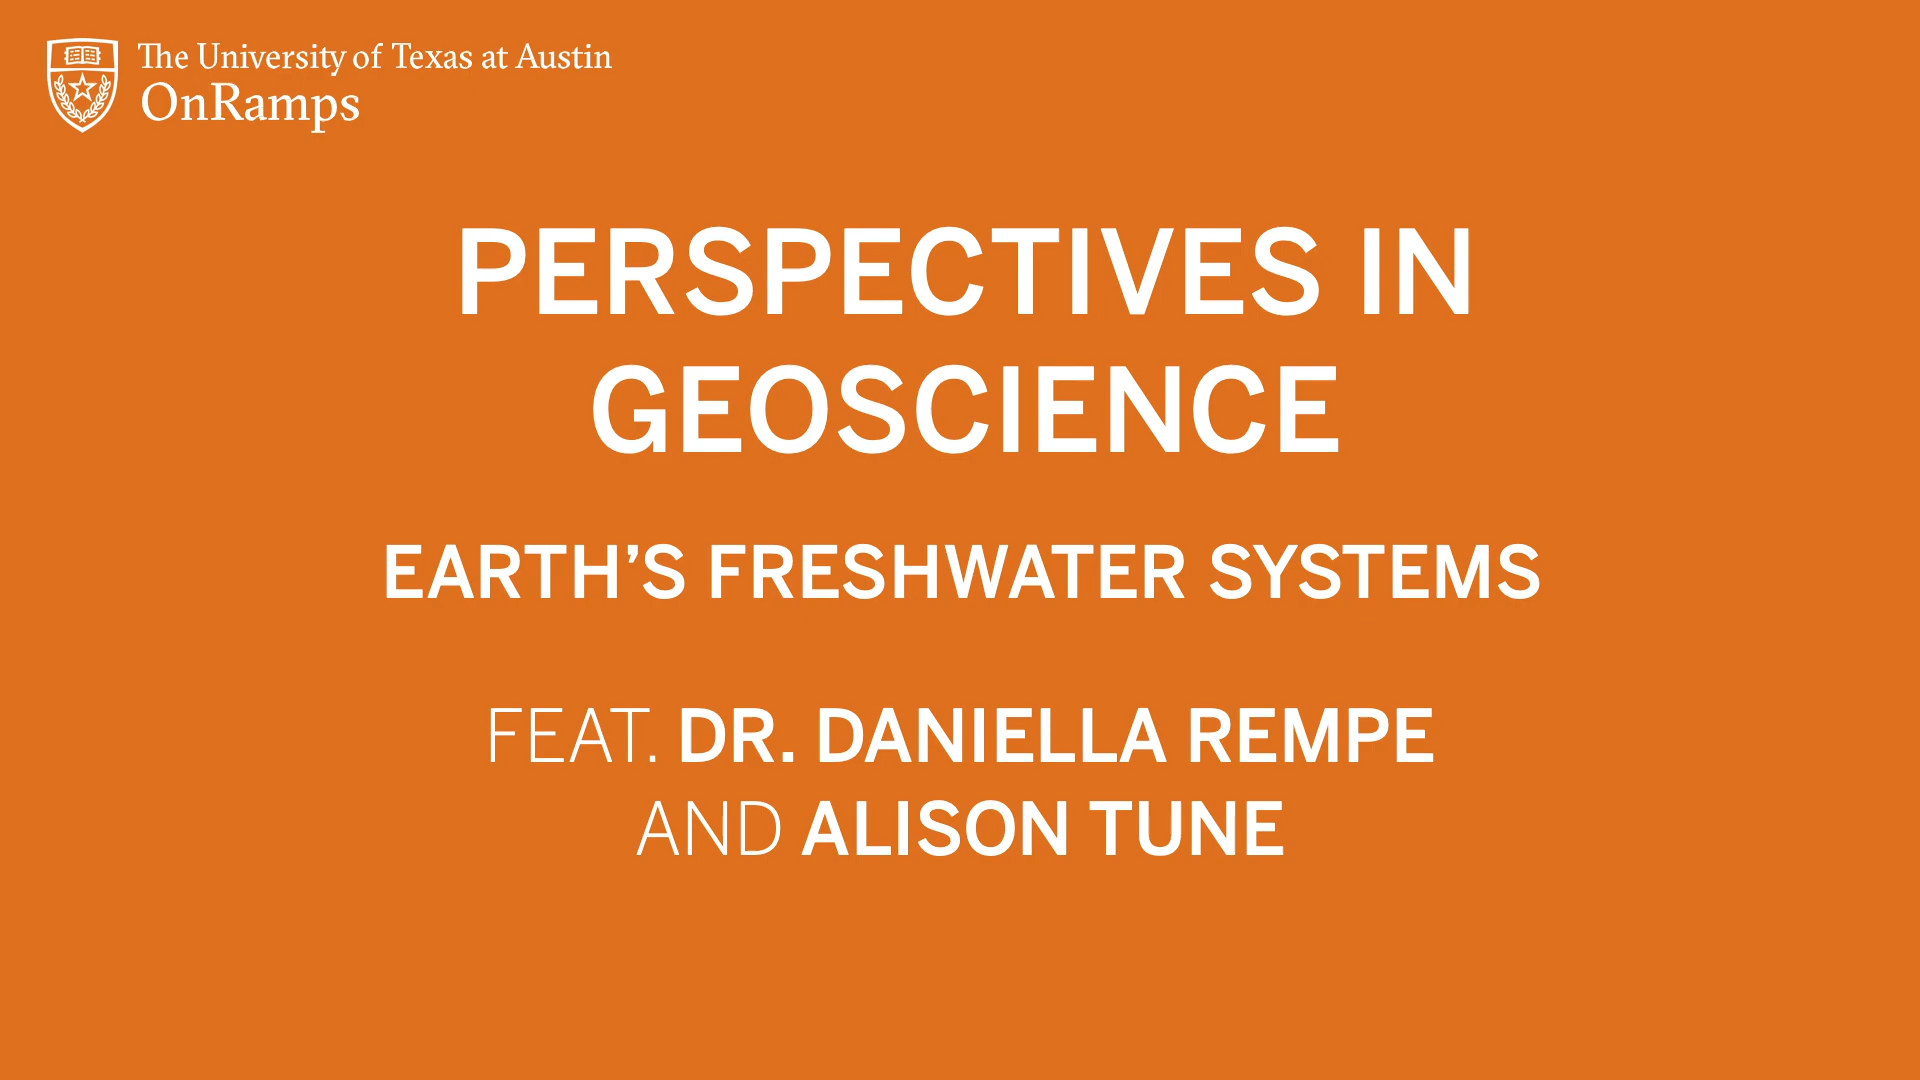 The University of Texas at Austin
OnRamps
PERSPECTIVES IN
GEOSCIENCE
EARTH’S FRESHWATER SYSTEMS
FEAT. DR. DANIELLA REMPE
AND ALISON TUNE